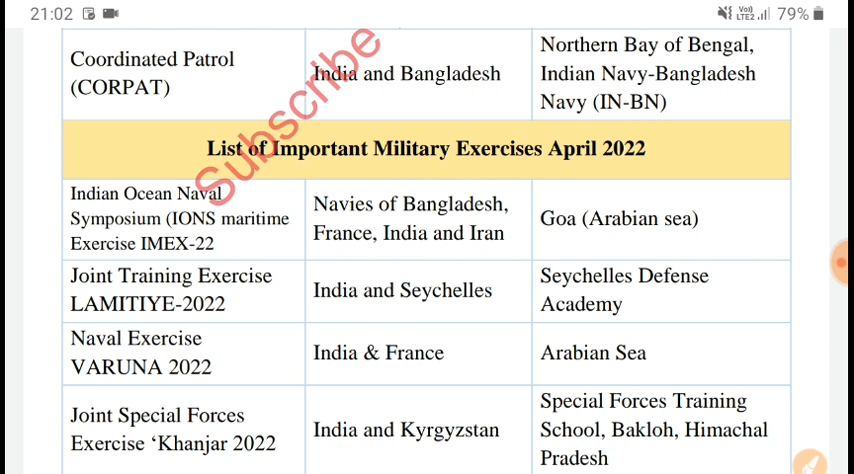 21:02
Vo))
LTE2
79%
Coordinated Patrol
(CORPAT)
India and Bangladesh
Northern Bay of Bengal,
Indian Navy-Bangladesh
Navy (IN-BN)
Subscribe
List of Important Military Exercises April 2022
Indian Ocean Naval
Symposium (IONS maritime
Exercise IMEX-22
Navies of Bangladesh,
France, India and Iran
Goa (Arabian sea)
Joint Training Exercise
LAMITIYE-2022
India and Seychelles
Seychelles Defense
Academy
Naval Exercise
VARUNA 2022
India & France
Arabian Sea
Joint Special Forces
Exercise ‘Khanjar 2022
India and Kyrgyzstan
Special Forces Training
School, Bakloh, Himachal
Pradesh